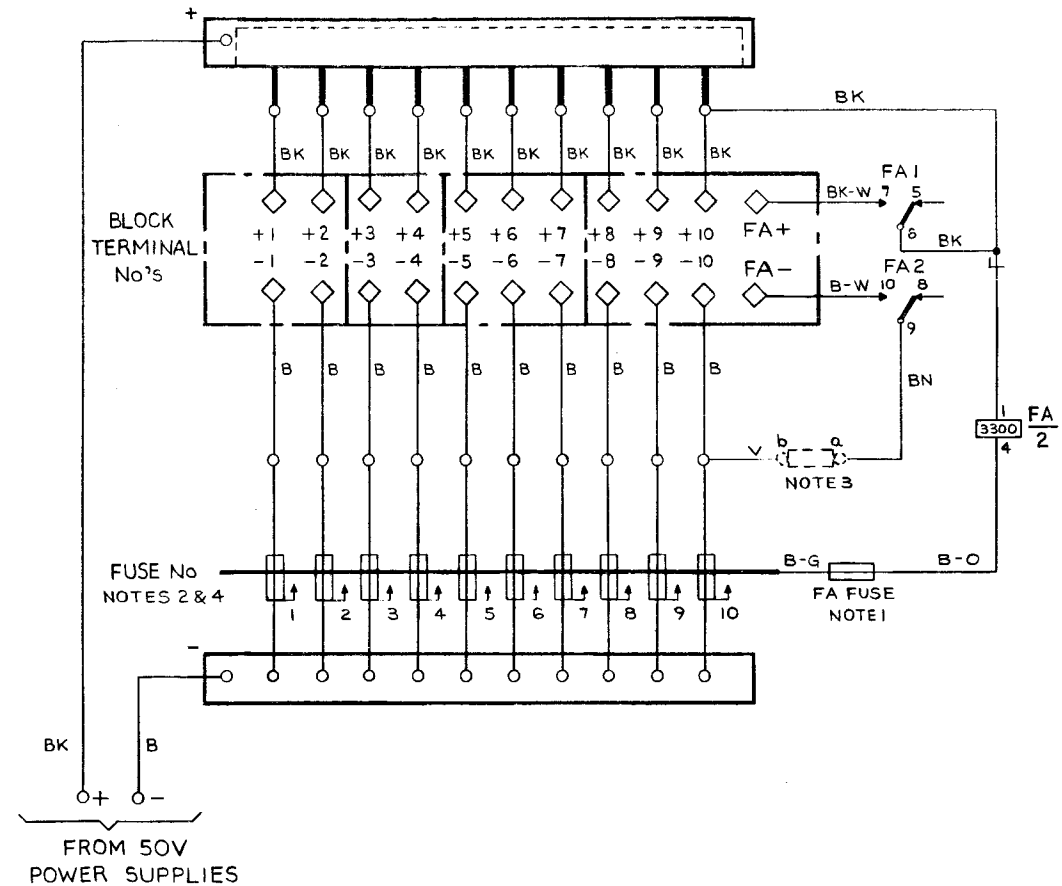 +
BK
BK BK BK BK BK BK BK BK BK BK
BLOCK
TERMINAL
No's
+1 +2 +3 +4 +5 +6 +7 +8 +9 +10 FA+
-1 -2 -3 -4 -5 -6 -7 -8 -9 -10 FA-
FA1
BK-W 7 5
6
BK
FA2
B-W 10 8
9
BN
B B B B B B B B B B
V b a
NOTE 3
1
3300
4
FA
2
FUSE No
NOTES 2 & 4
1 2 3 4 5 6 7 8 9 10
B-G B-O
FA FUSE
NOTE 1
-
BK B
+ -
FROM 50V
POWER SUPPLIES